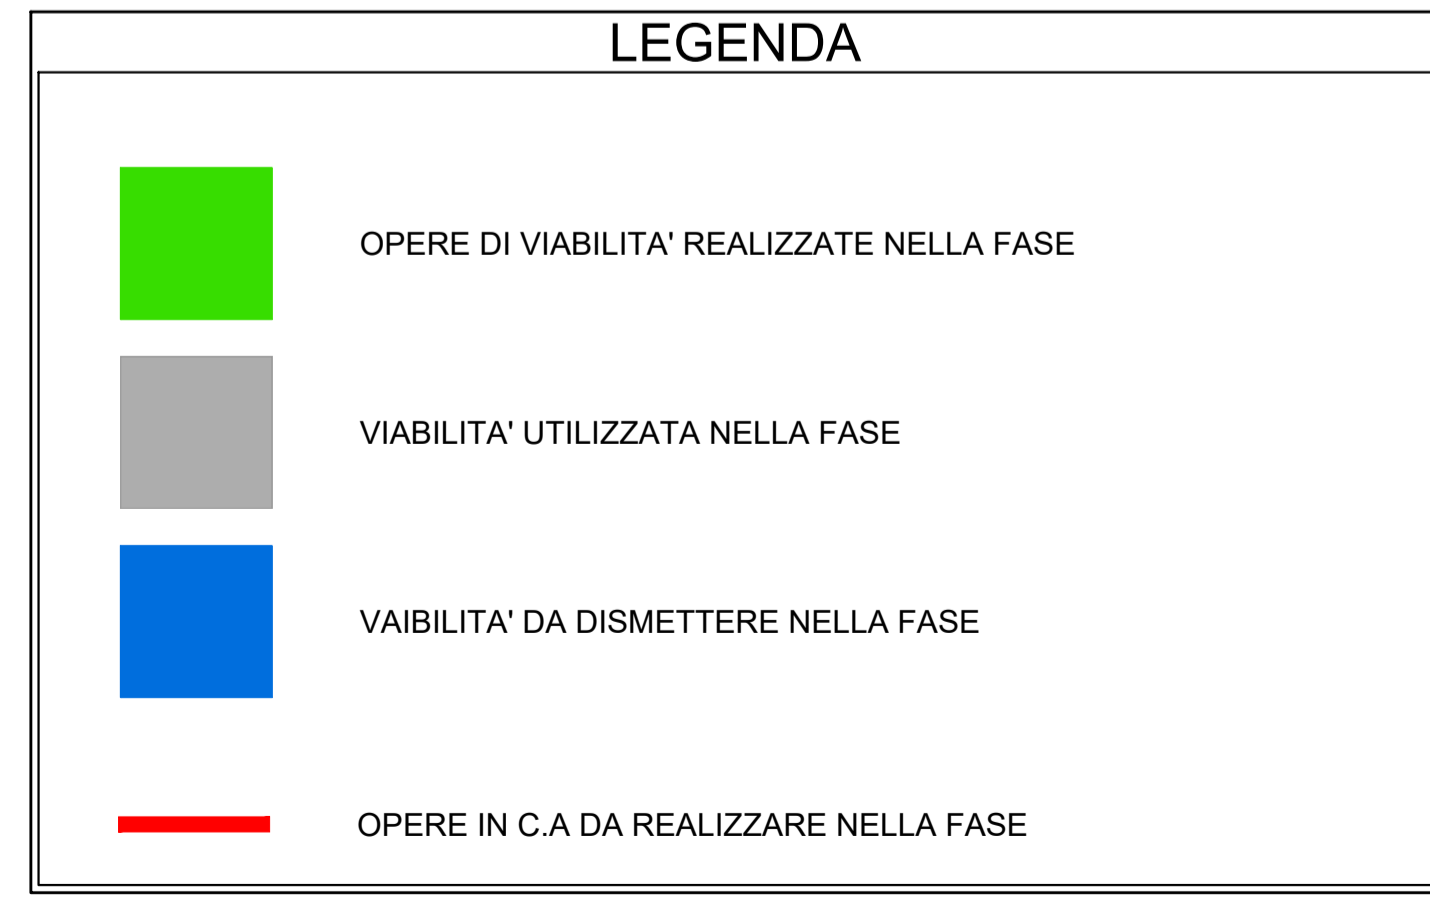 LEGENDA
OPERE DI VIABILITA' REALIZZATE NELLA FASE
VIABILITA' UTILIZZATA NELLA FASE
VAIBILITA' DA DISMETTERE NELLA FASE
OPERE IN C.A DA REALIZZARE NELLA FASE